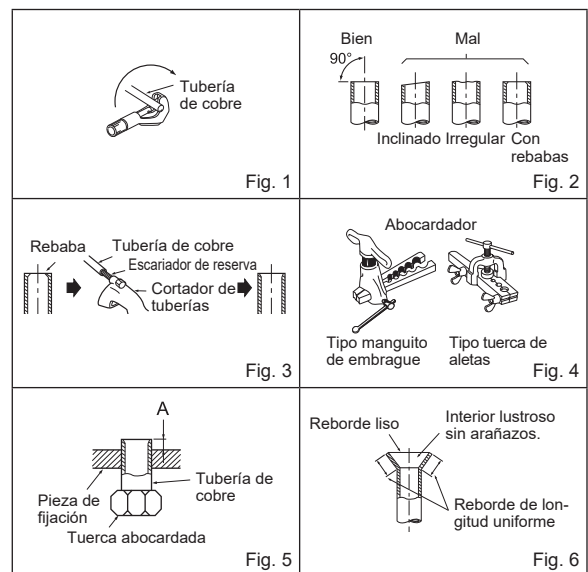 Tubería
de cobre
Fig. 1
Bien
Mal
90°
Inclinado Irregular Con
rebabas
Fig. 2
Rebaba
Tubería de cobre
Escariador de reserva
Cortador de
tuberías
Fig. 3
Abocardador
Tipo manguito
de embrague
Tipo tuerca de
aletas
Fig. 4
A
Tubería de
cobre
Pieza de
fijación
Tuerca abocardada
Fig. 5
Reborde liso
Interior lustroso
sin arañazos.
Reborde de lon-
gitud uniforme
Fig. 6